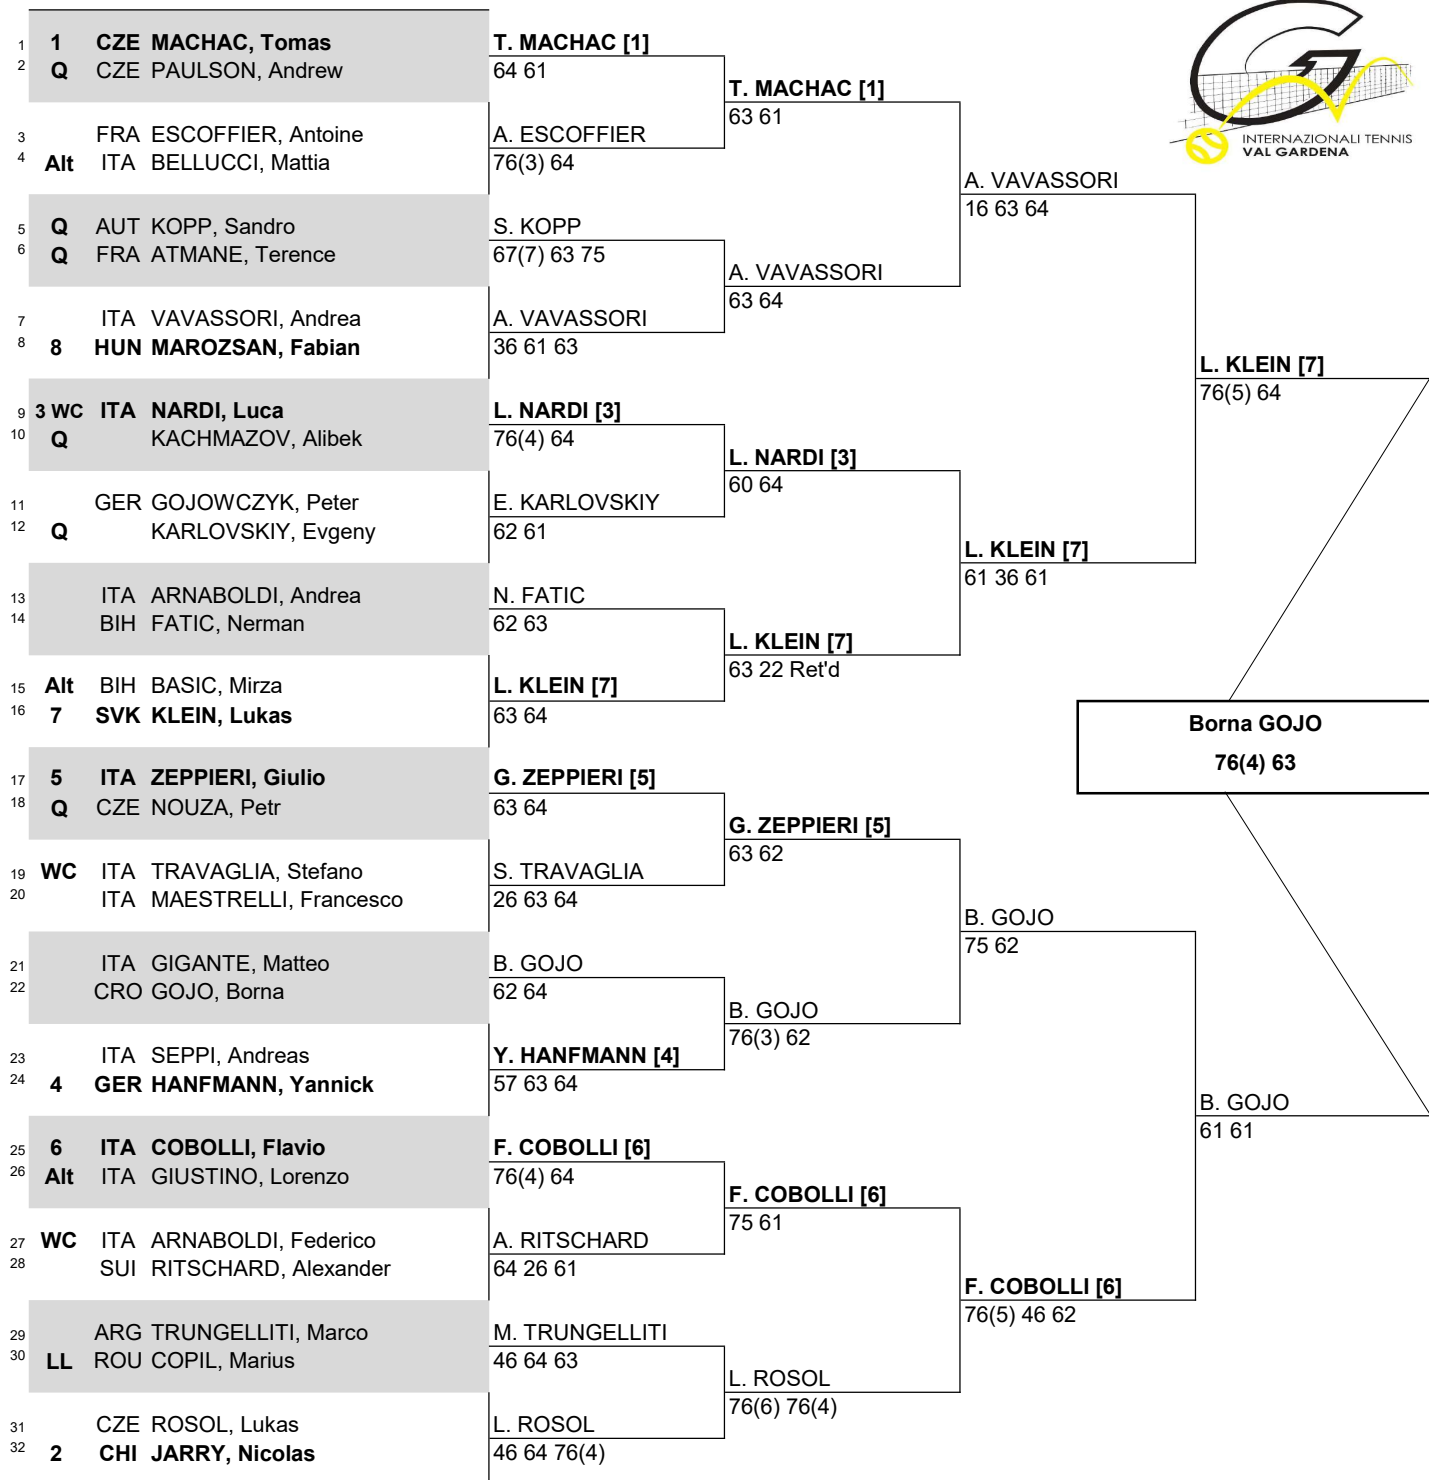 1 1 CZE MACHAC, Tomas
2 Q CZE PAULSON, Andrew
3 FRA ESCOFFIER, Antoine
4 Alt ITA BELLUCCI, Mattia
5 Q AUT KOPP, Sandro
6 Q FRA ATMANE, Terence
7 ITA VAVASSORI, Andrea
8 8 HUN MAROZSAN, Fabian
9 3 WC ITA NARDI, Luca
10 Q KACHMAZOV, Alibek
11 GER GOJOWCZYK, Peter
12 Q KARLOVSKIY, Evgeny
13 ITA ARNABOLDI, Andrea
14 BIH FATIC, Nerman
15 Alt BIH BASIC, Mirza
16 7 SVK KLEIN, Lukas
17 5 ITA ZEPPIERI, Giulio
18 Q CZE NOUZA, Petr
19 WC ITA TRAVAGLIA, Stefano
20 ITA MAESTRELLI, Francesco
21 ITA GIGANTE, Matteo
22 CRO GOJO, Borna
23 ITA SEPPI, Andreas
24 4 GER HANFMANN, Yannick
25 6 ITA COBOLLI, Flavio
26 Alt ITA GIUSTINO, Lorenzo
27 WC ITA ARNABOLDI, Federico
28 SUI RITSCHARD, Alexander
29 ARG TRUNGELLITI, Marco
30 LL ROU COPIL, Marius
31 CZE ROSOL, Lukas
32 2 CHI JARRY, Nicolas
T. MACHAC [1]
64 61
A. ESCOFFIER
76(3) 64
S. KOPP
67(7) 63 75
A. VAVASSORI
36 61 63
L. NARDI [3]
76(4) 64
E. KARLOVSKIY
62 61
N. FATIC
62 63
L. KLEIN [7]
63 64
G. ZEPPIERI [5]
63 64
S. TRAVAGLIA
26 63 64
B. GOJO
62 64
Y. HANFMANN [4]
57 63 64
F. COBOLLI [6]
76(4) 64
A. RITSCHARD
64 26 61
M. TRUNGELLITI
46 64 63
L. ROSOL
46 64 76(4)
T. MACHAC [1]
63 61
A. VAVASSORI
63 64
L. NARDI [3]
60 64
L. KLEIN [7]
63 22 Ret'd
G. ZEPPIERI [5]
63 62
B. GOJO
76(3) 62
F. COBOLLI [6]
75 61
L. ROSOL
76(6) 76(4)
A. VAVASSORI
16 63 64
L. KLEIN [7]
61 36 61
B. GOJO
75 62
F. COBOLLI [6]
76(5) 46 62
L. KLEIN [7]
76(5) 64
B. GOJO
61 61
Borna GOJO
76(4) 63
INTERNAZIONALI TENNIS
VAL GARDENA